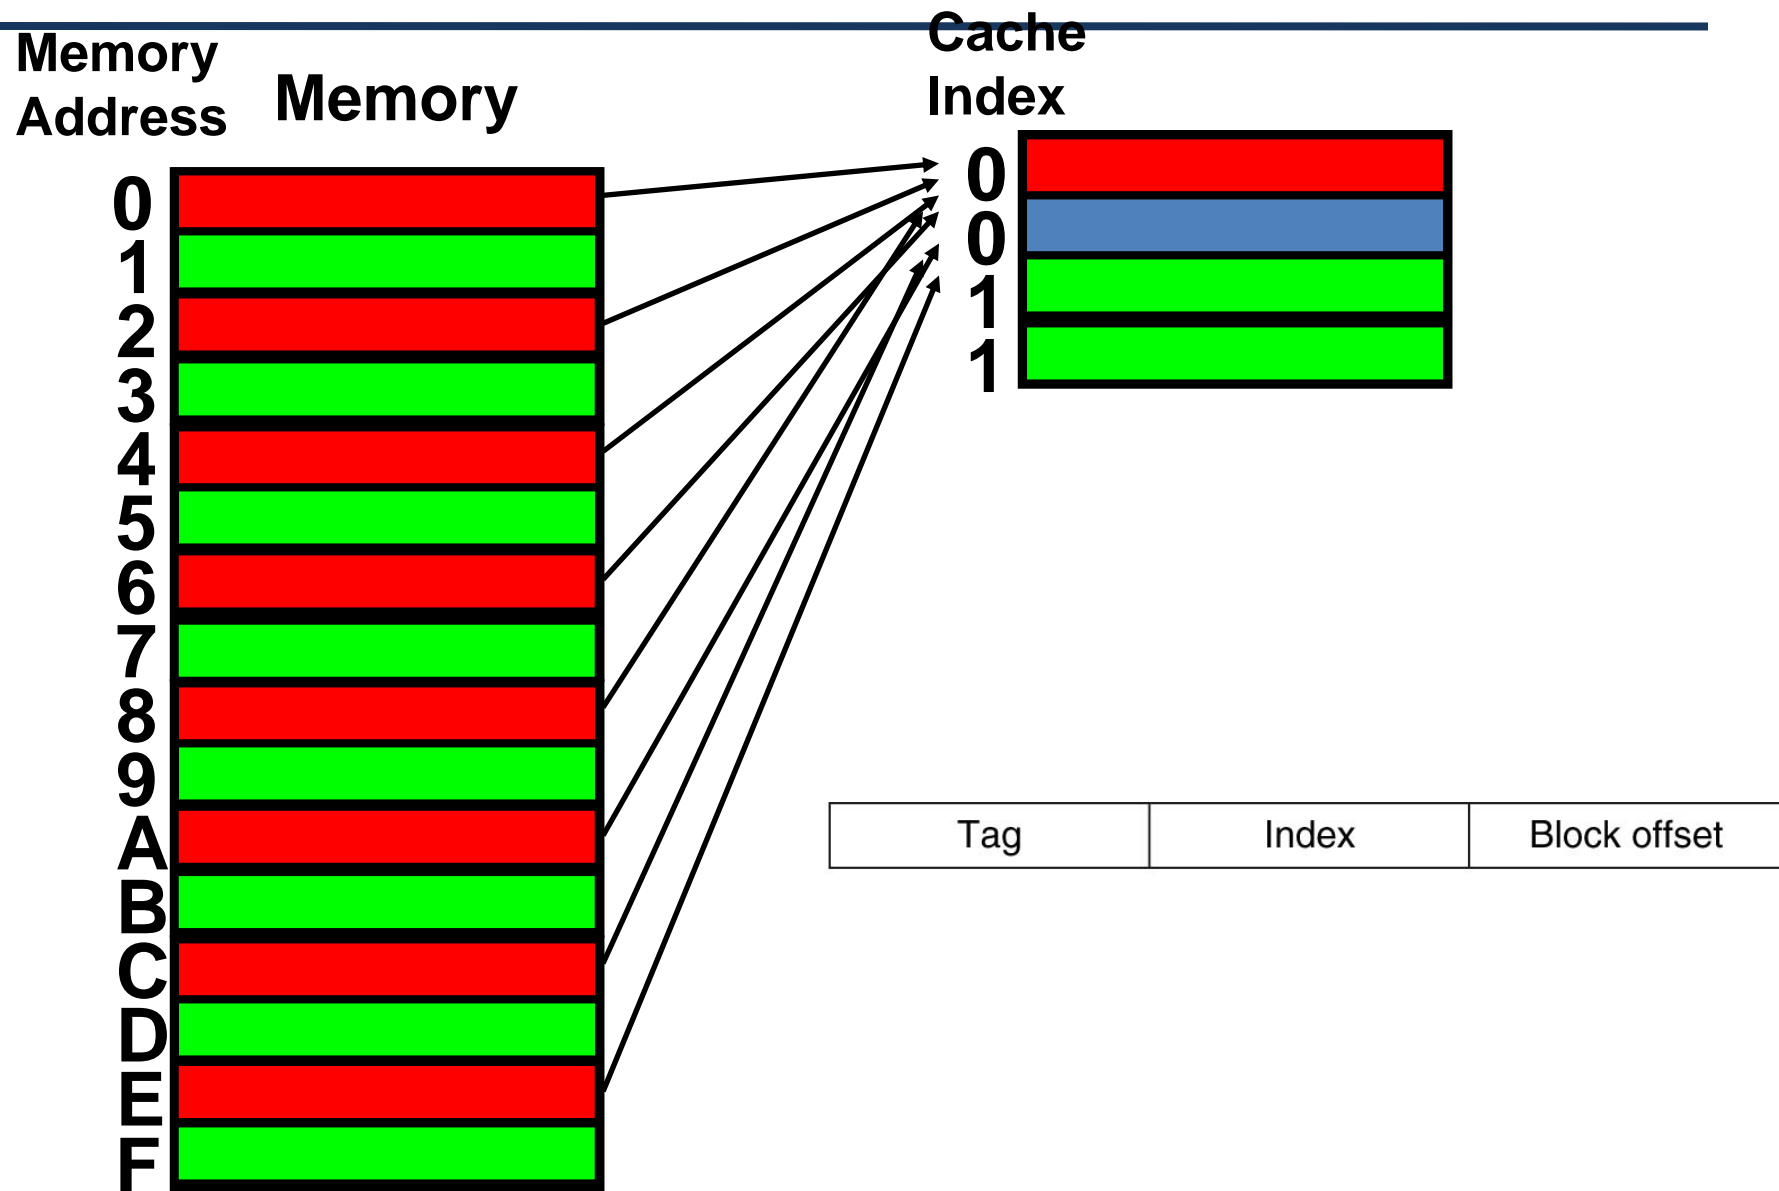 Memory
Address
Memory
Cache
Index
0
1
2
3
4
5
6
7
8
9
A
B
C
D
E
F
0
0
1
1
Tag Index Block offset